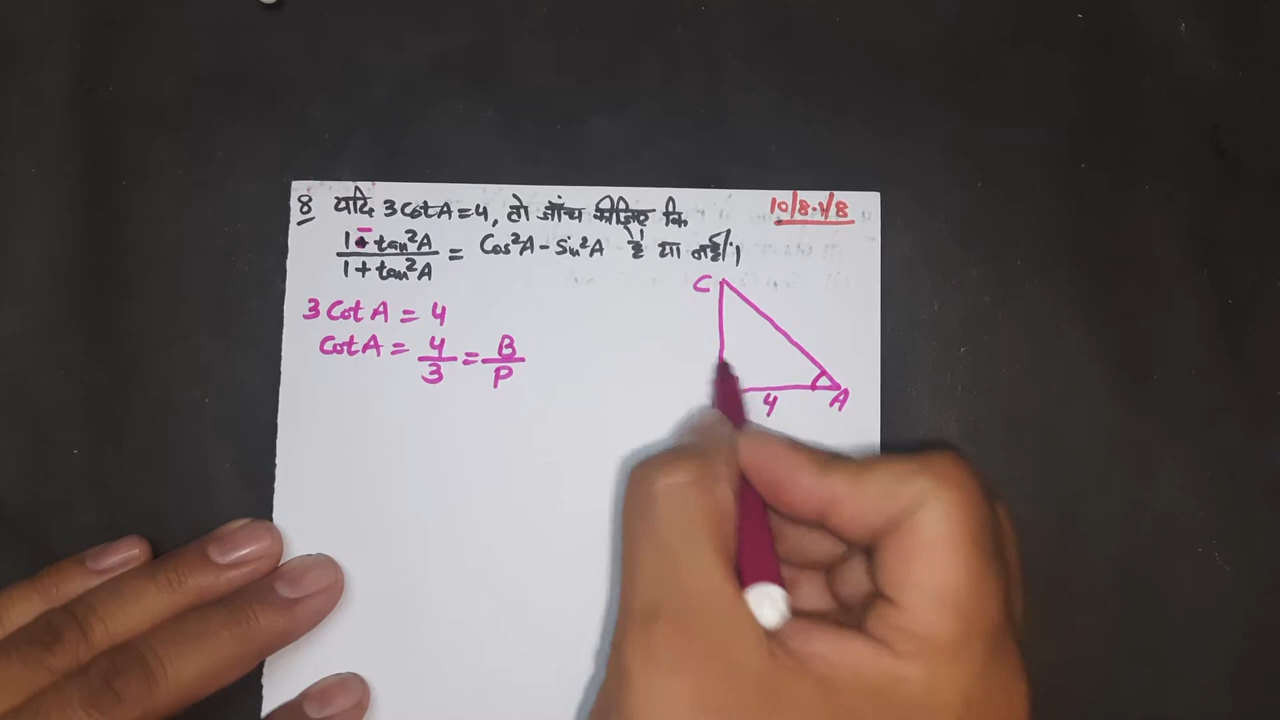 8 यदि 3 Cot A = 4, तो जाँच कीजिए कि
10/8.1/8
1 - tan²A / 1 + tan²A = Cos²A - Sin²A है या नहीं।
3 Cot A = 4
Cot A = 4/3 = B/P
C
4
A